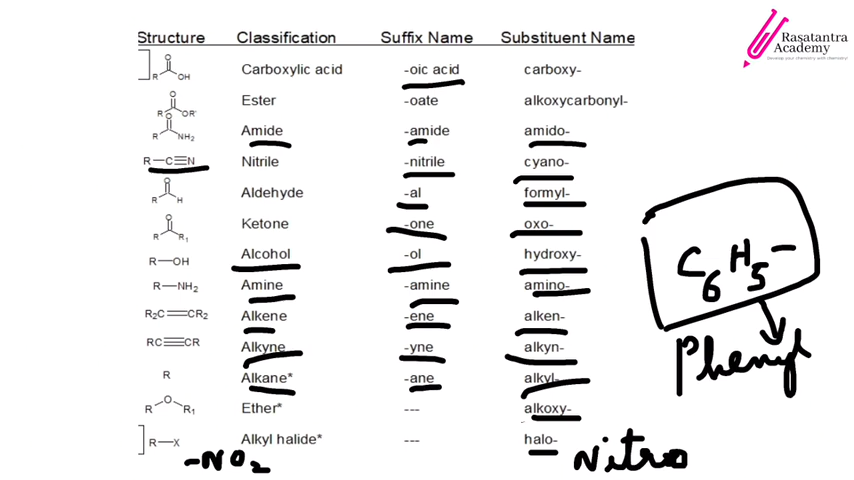 Structure Classification Suffix Name Substituent Name
Rasatantra
Academy
Develop your chemistry with chemistry!
R O OH Carboxylic acid -oic acid carboxy-
R O OR' Ester -oate alkoxycarbonyl-
R O NH₂ Amide -amide amido-
R—C≡N Nitrile -nitrile cyano-
R O H Aldehyde -al formyl-
R O R₁ Ketone -one oxo-
R—OH Alcohol -ol hydroxy-
R—NH₂ Amine -amine amino-
R₂C=CR₂ Alkene -ene alken-
RC≡CR Alkyne -yne alkyn-
R Alkane* -ane alkyl-
R O R₁ Ether* --- alkoxy-
R—X Alkyl halide* --- halo-
C₆H₅-
Phenyl
-NO₂ Nitro